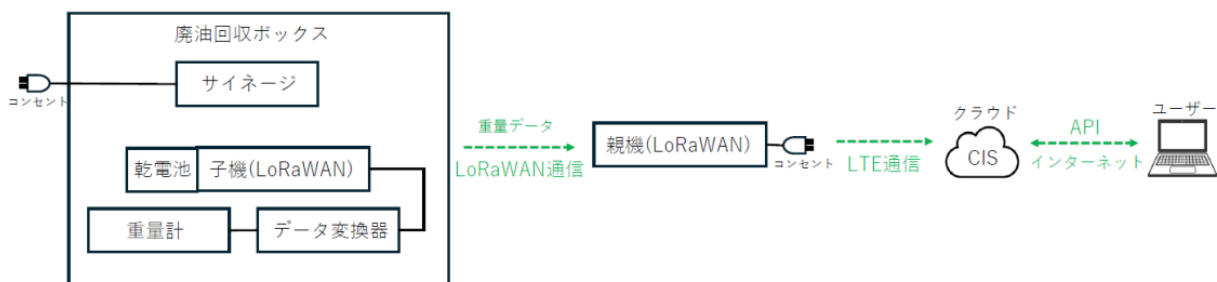 廃油回収ボックス
サイネージ
コンセント
乾電池
子機(LoRaWAN)
重量計
データ変換器
重量データ
LoRaWAN通信
親機(LoRaWAN)
コンセント
LTE通信
クラウド
CIS
API
インターネット
ユーザー